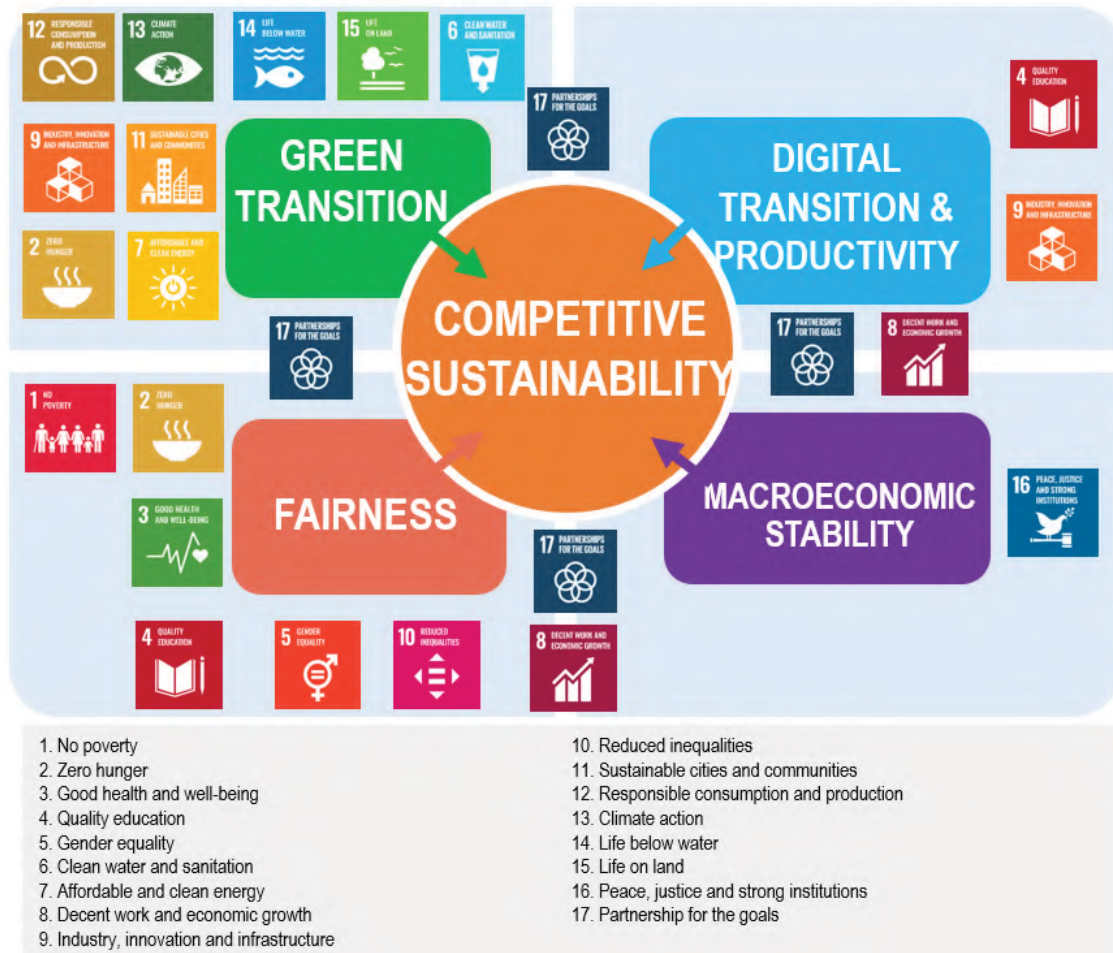 12 RESPONSIBLE
CONSUMPTION
AND PRODUCTION
13 CLIMATE
ACTION
14 LIFE
BELOW WATER
15 LIFE
ON LAND
6 CLEAN WATER
AND SANITATION
17 PARTNERSHIPS
FOR THE GOALS
4 QUALITY
EDUCATION
9 INDUSTRY, INNOVATION
AND INFRASTRUCTURE
11 SUSTAINABLE CITIES
AND COMMUNITIES
GREEN
TRANSITION
DIGITAL
TRANSITION &
PRODUCTIVITY
9 INDUSTRY, INNOVATION
AND INFRASTRUCTURE
2 ZERO
HUNGER
7 AFFORDABLE AND
CLEAN ENERGY
COMPETITIVE
SUSTAINABILITY
17 PARTNERSHIPS
FOR THE GOALS
17 PARTNERSHIPS
FOR THE GOALS
8 DECENT WORK AND
ECONOMIC GROWTH
1 NO
POVERTY
2 ZERO
HUNGER
FAIRNESS
MACROECONOMIC
STABILITY
16 PEACE, JUSTICE
AND STRONG
INSTITUTIONS
3 GOOD HEALTH
AND WELL-BEING
17 PARTNERSHIPS
FOR THE GOALS
4 QUALITY
EDUCATION
5 GENDER
EQUALITY
10 REDUCED
INEQUALITIES
8 DECENT WORK AND
ECONOMIC GROWTH
1. No poverty
2. Zero hunger
3. Good health and well-being
4. Quality education
5. Gender equality
6. Clean water and sanitation
7. Affordable and clean energy
8. Decent work and economic growth
9. Industry, innovation and infrastructure
10. Reduced inequalities
11. Sustainable cities and communities
12. Responsible consumption and production
13. Climate action
14. Life below water
15. Life on land
16. Peace, justice and strong institutions
17. Partnership for the goals